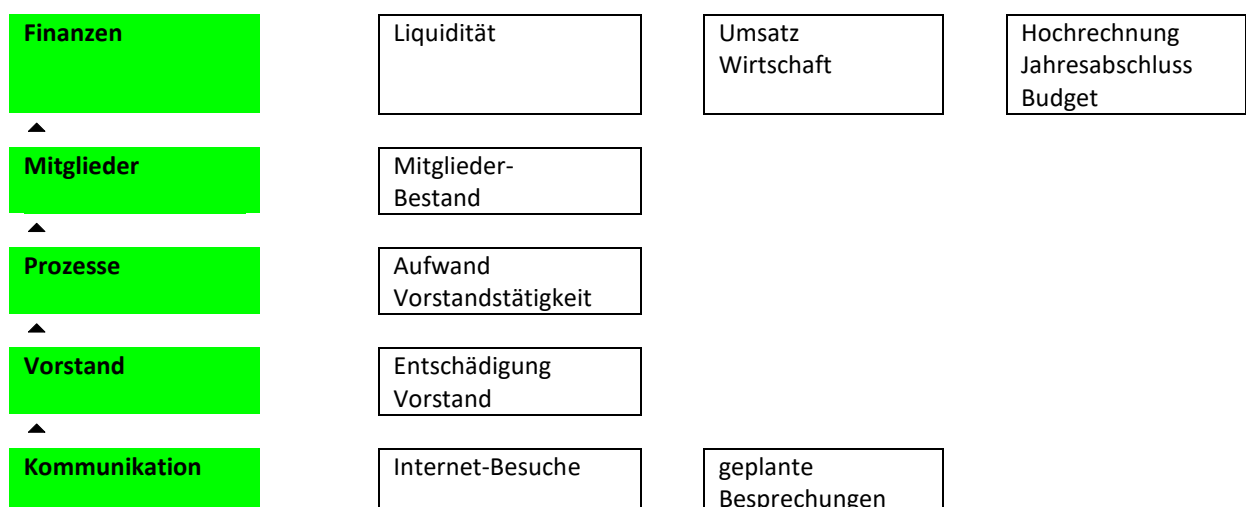 Finanzen
Liquidität
Umsatz
Wirtschaft
Hochrechnung
Jahresabschluss
Budget
Mitglieder
Mitglieder-
Bestand
Prozesse
Aufwand
Vorstandstätigkeit
Vorstand
Entschädigung
Vorstand
Kommunikation
Internet-Besuche
geplante
Besprechungen